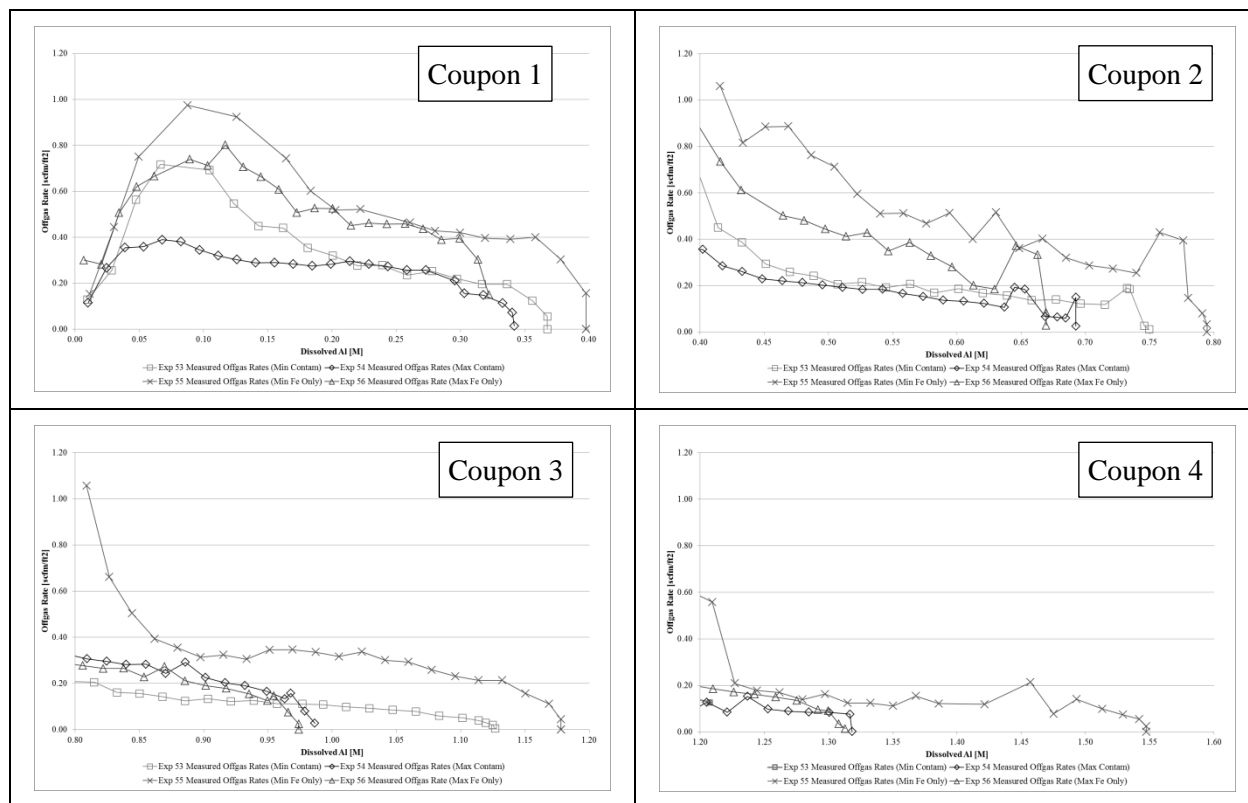 Coupon 1
1.20
1.00
0.80
0.60
0.40
0.20
0.00
Offgas Rate [scfm/ft2]
0.00 0.05 0.10 0.15 0.20 0.25 0.30 0.35 0.40
Dissolved Al [M]
Exp 53 Measured Offgas Rates (Min Contam) Exp 54 Measured Offgas Rates (Max Contam)
Exp 55 Measured Offgas Rates (Min Fe Only) Exp 56 Measured Offgas Rate (Max Fe Only)
Coupon 2
1.20
1.00
0.80
0.60
0.40
0.20
0.00
Offgas Rate [scfm/ft2]
0.40 0.45 0.50 0.55 0.60 0.65 0.70 0.75 0.80
Dissolved Al [M]
Exp 53 Measured Offgas Rates (Min Contam) Exp 54 Measured Offgas Rates (Max Contam)
Exp 55 Measured Offgas Rates (Min Fe Only) Exp 56 Measured Offgas Rate (Max Fe Only)
Coupon 3
1.20
1.00
0.80
0.60
0.40
0.20
0.00
Offgas Rate [scfm/ft2]
0.80 0.85 0.90 0.95 1.00 1.05 1.10 1.15 1.20
Dissolved Al [M]
Exp 53 Measured Offgas Rates (Min Contam) Exp 54 Measured Offgas Rates (Max Contam)
Exp 55 Measured Offgas Rates (Min Fe Only) Exp 56 Measured Offgas Rate (Max Fe Only)
Coupon 4
1.20
1.00
0.80
0.60
0.40
0.20
0.00
Offgas Rate [scfm/ft2]
1.20 1.25 1.30 1.35 1.40 1.45 1.50 1.55 1.60
Dissolved Al [M]
Exp 53 Measured Offgas Rates (Min Contam) Exp 54 Measured Offgas Rates (Max Contam)
Exp 55 Measured Offgas Rates (Min Fe Only) Exp 56 Measured Offgas Rate (Max Fe Only)